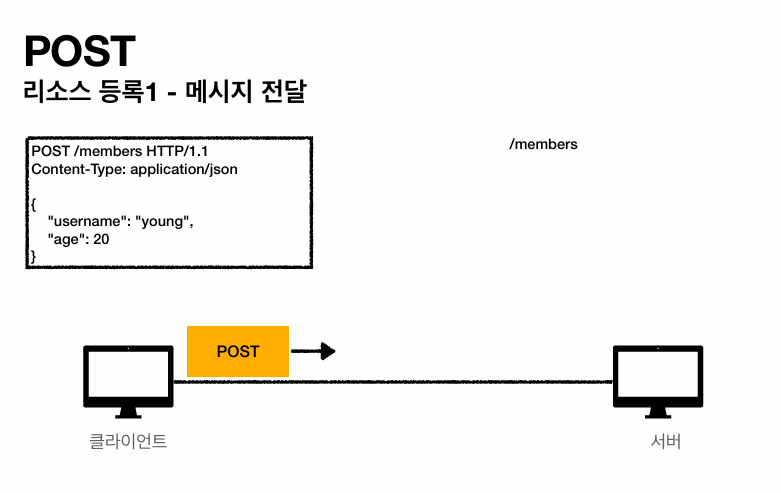 POST
리소스 등록1 - 메시지 전달
POST /members HTTP/1.1
Content-Type: application/json
{
"username": "young",
"age": 20
}
/members
POST
클라이언트
서버